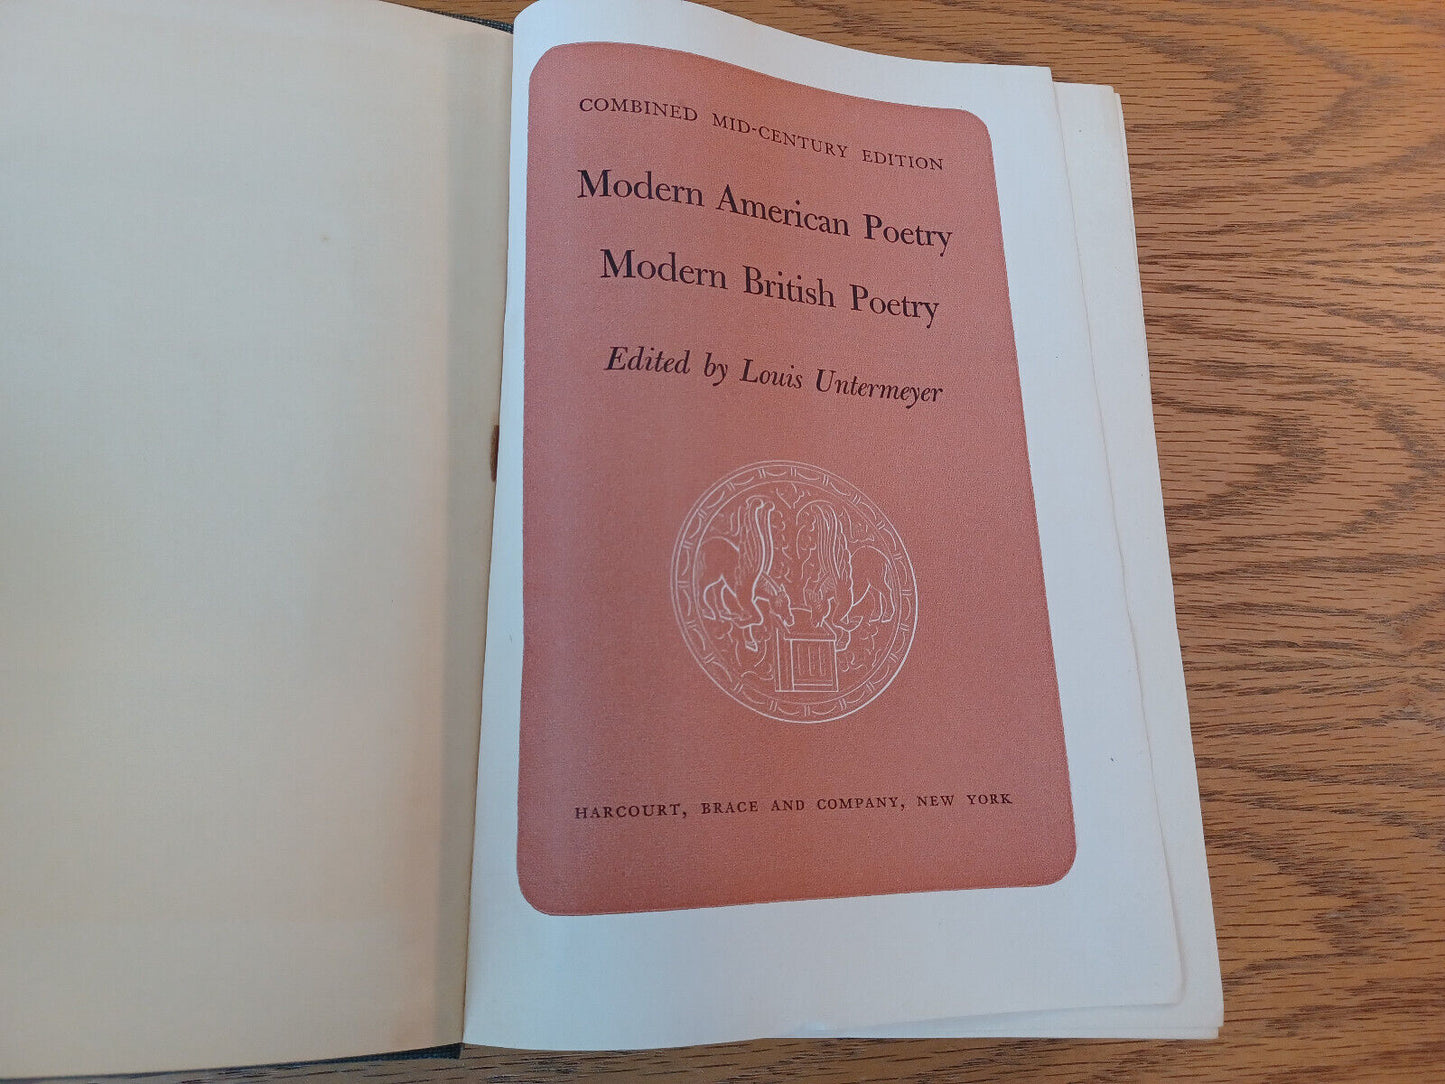 COMBINED MID-CENTURY EDITION
Modern American Poetry
Modern British Poetry
Edited by Louis Untermeyer
HARCOURT, BRACE AND COMPANY, NEW YORK